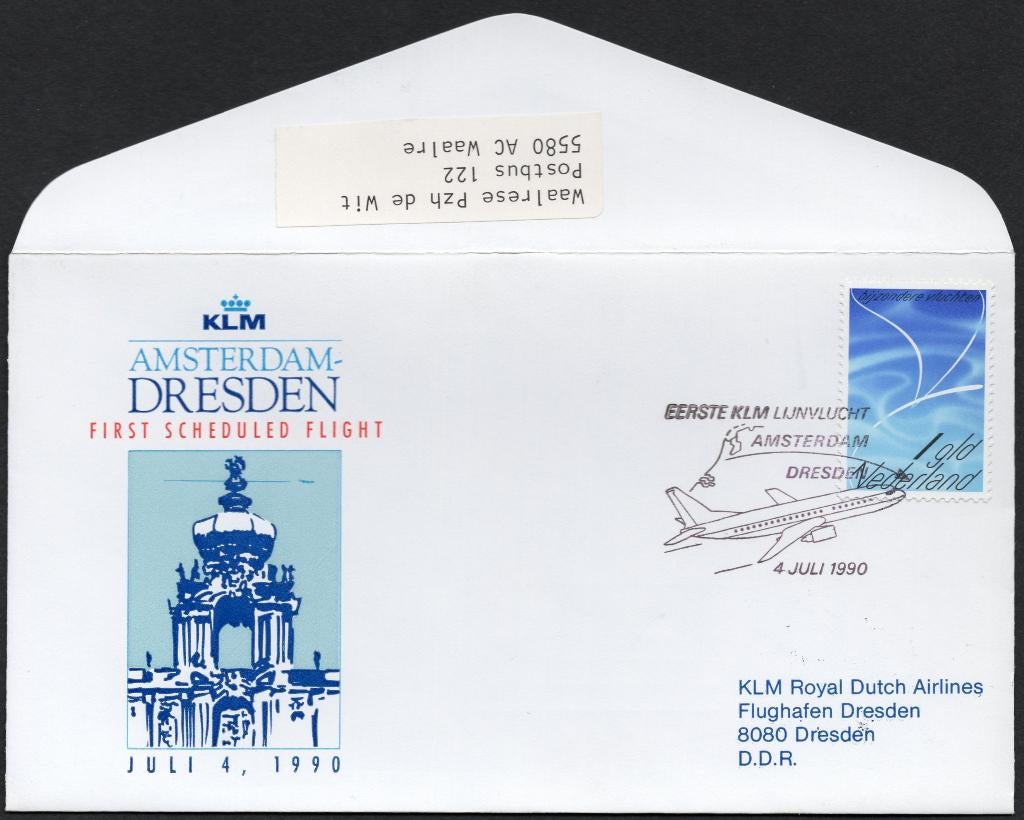 Waalrese Pzh de Wit
Postbus 122
5580 AC Waalre
KLM
AMSTERDAM-
DRESDEN
FIRST SCHEDULED FLIGHT
JULI 4, 1990
bijzondere vluchten
1 gld
Nederland
EERSTE KLM LIJNVLUCHT
AMSTERDAM
DRESDEN
4 JULI 1990
KLM Royal Dutch Airlines
Flughafen Dresden
8080 Dresden
D.D.R.